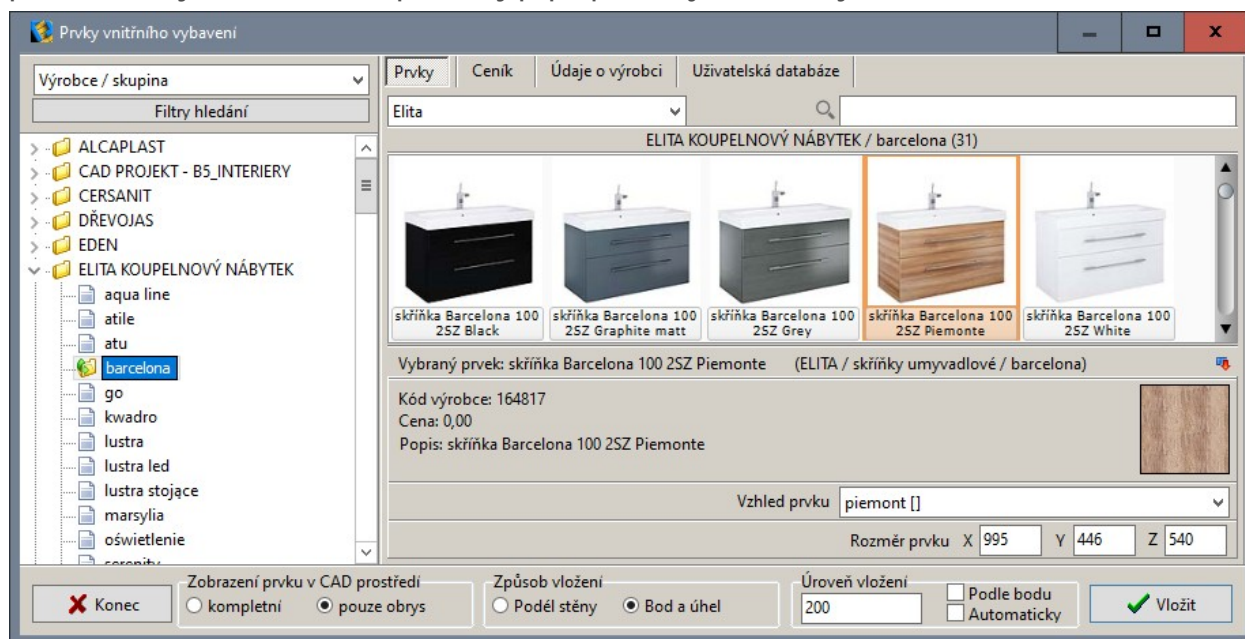 Prvky vnitřního vybavení
Výrobce / skupina
Filtry hledání
ALCAPLAST
CAD PROJEKT - B5_INTERIERY
CERSANIT
DŘEVOJAS
EDEN
ELITA KOUPELNOVÝ NÁBYTEK
aqua line
atile
atu
barcelona
go
kwadro
lustra
lustra led
lustra stojące
marsylia
oświetlenie
Prvky Ceník Údaje o výrobci Uživatelská databáze
Elita
ELITA KOUPELNOVÝ NÁBYTEK / barcelona (31)
skříňka Barcelona 100
2SZ Black
skříňka Barcelona 100
2SZ Graphite matt
skříňka Barcelona 100
2SZ Grey
skříňka Barcelona 100
2SZ Piemonte
skříňka Barcelona 100
2SZ White
Vybraný prvek: skříňka Barcelona 100 2SZ Piemonte (ELITA / skříňky umyvadlové / barcelona)
Kód výrobce: 164817
Cena: 0,00
Popis: skříňka Barcelona 100 2SZ Piemonte
Vzhled prvku piemont []
Rozměr prvku X 995 Y 446 Z 540
Konec
Zobrazení prvku v CAD prostředí
kompletní pouze obrys
Způsob vložení
Podél stěny Bod a úhel
Úroveň vložení
200
Podle bodu
Automaticky
Vložit